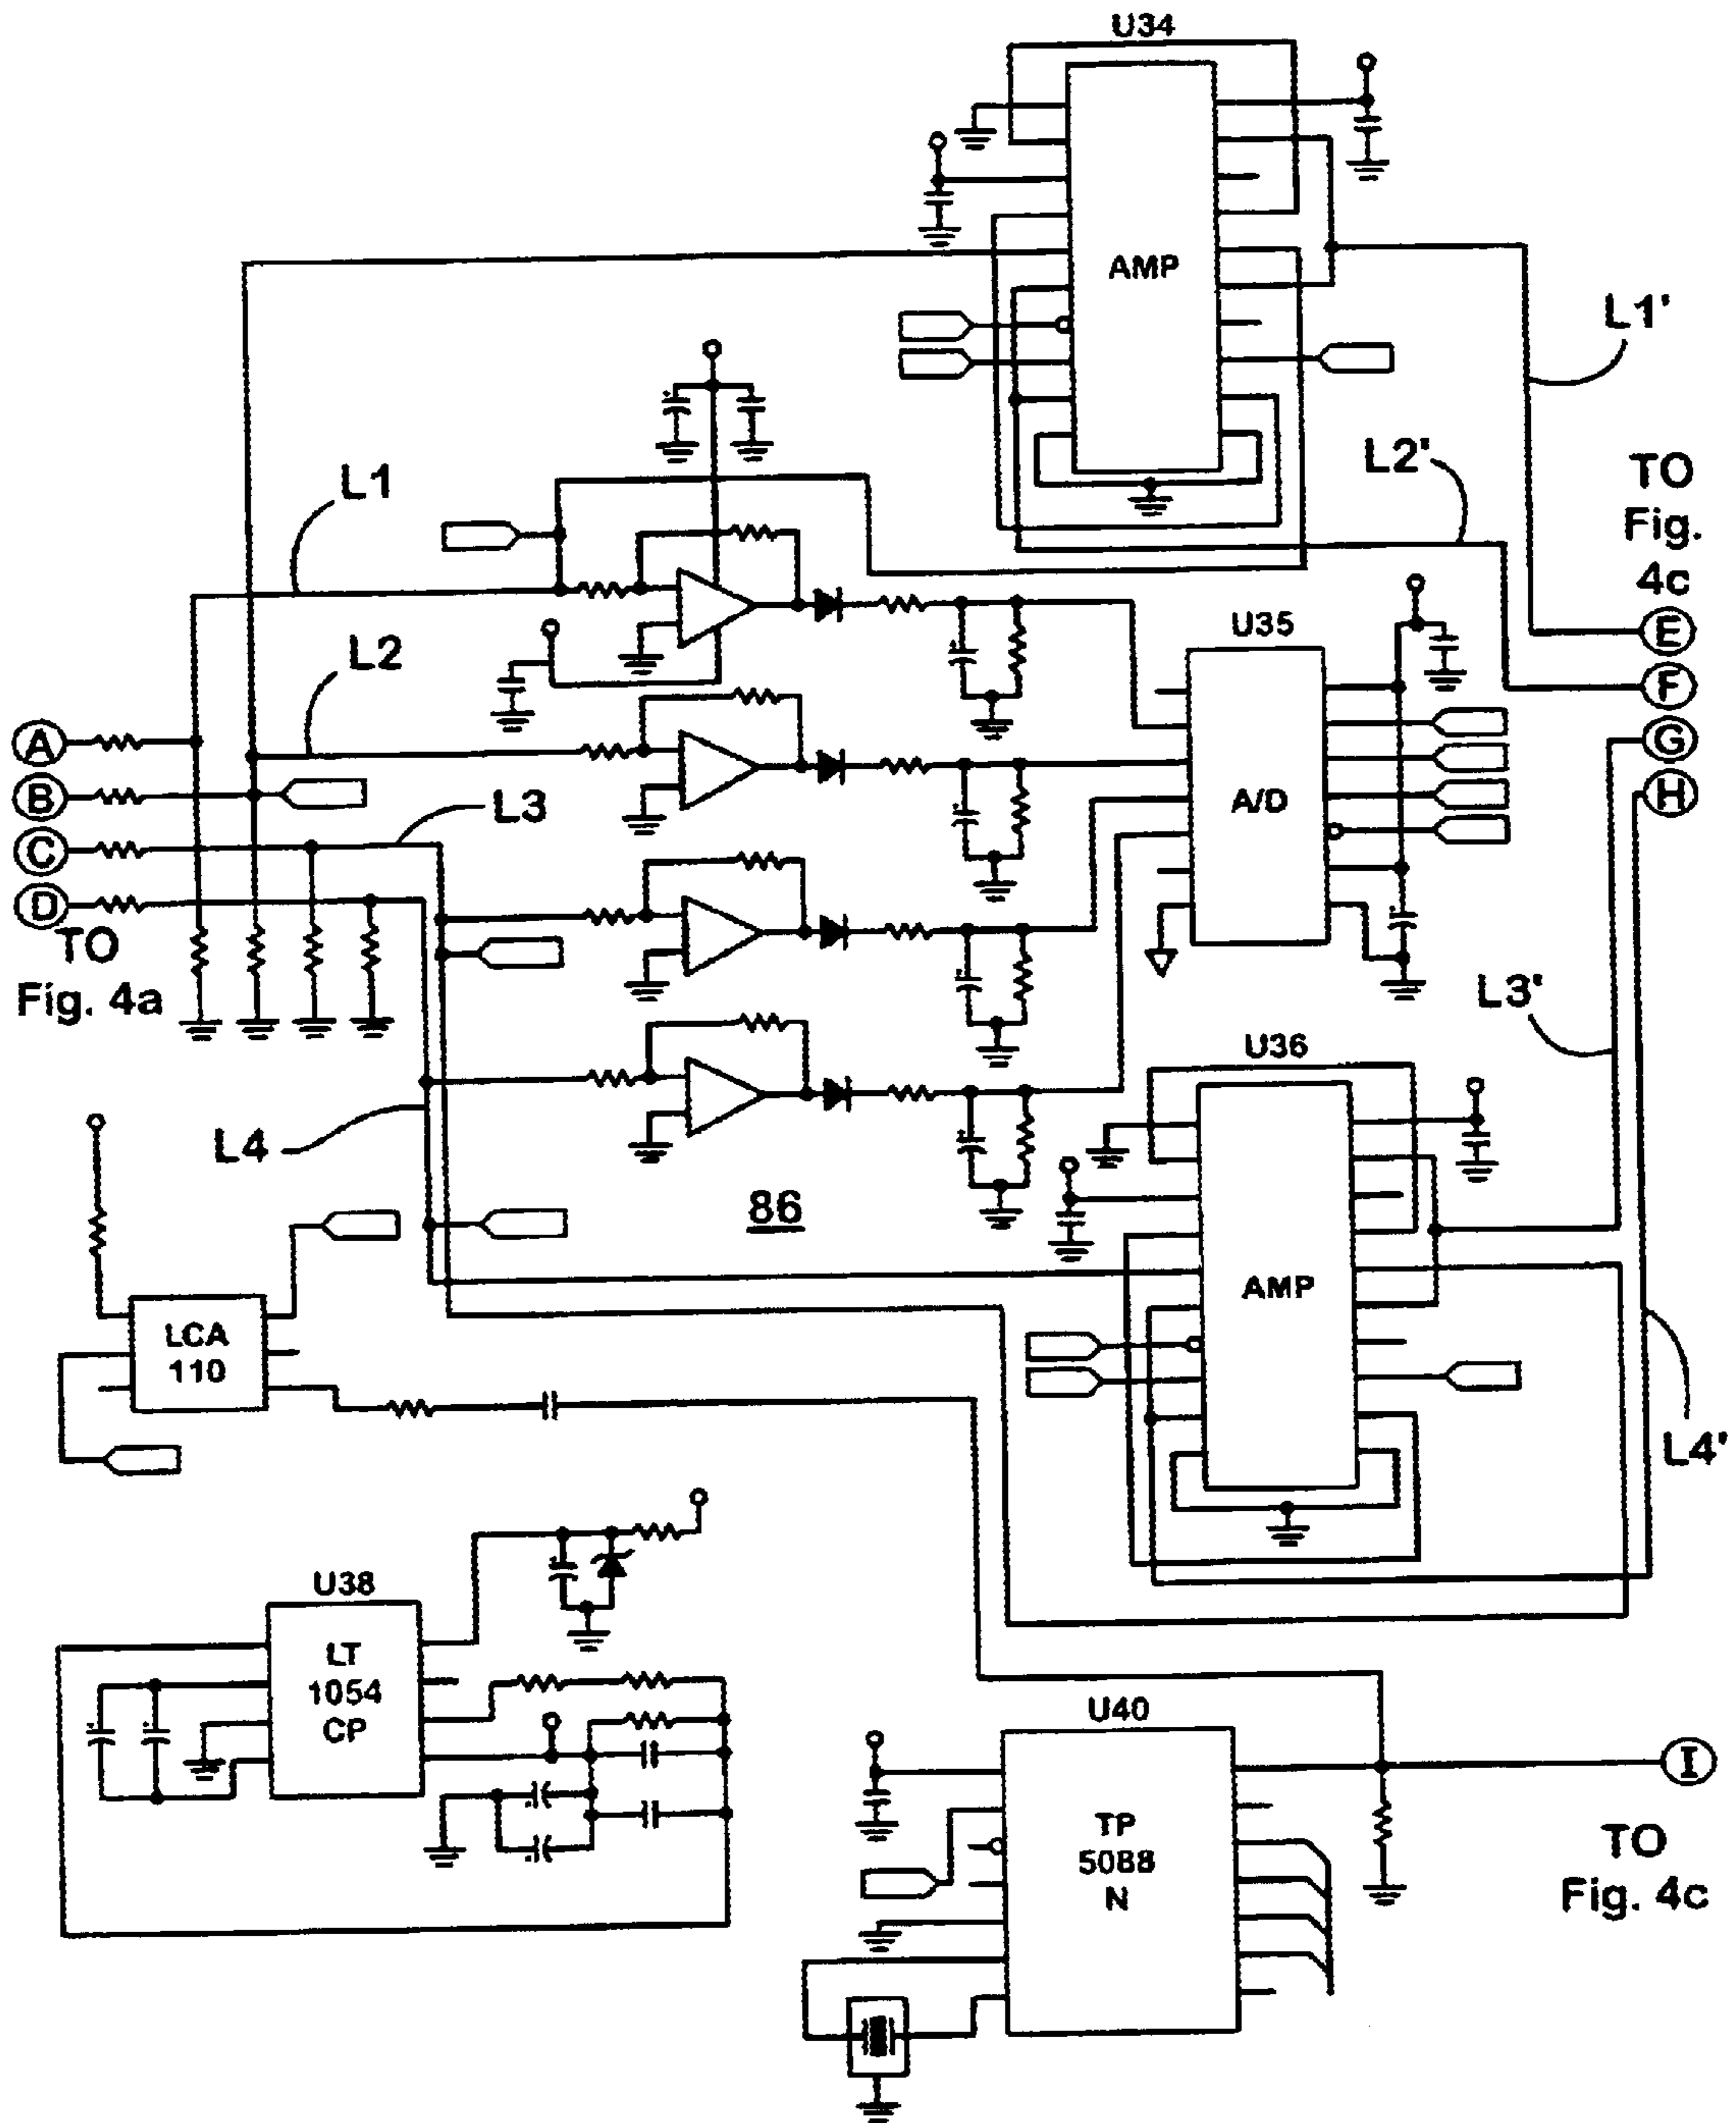 U34
AMP
L1'
L2'
TO
Fig.
4c
L1
L2
U35
E
F
A
G
B
L3
A/D
H
C
D
TO
Fig. 4a
L3'
U36
L4
86
AMP
LCA
110
L4'
U38
LT
1054
CP
U40
I
TP
5088
N
TO
Fig. 4c